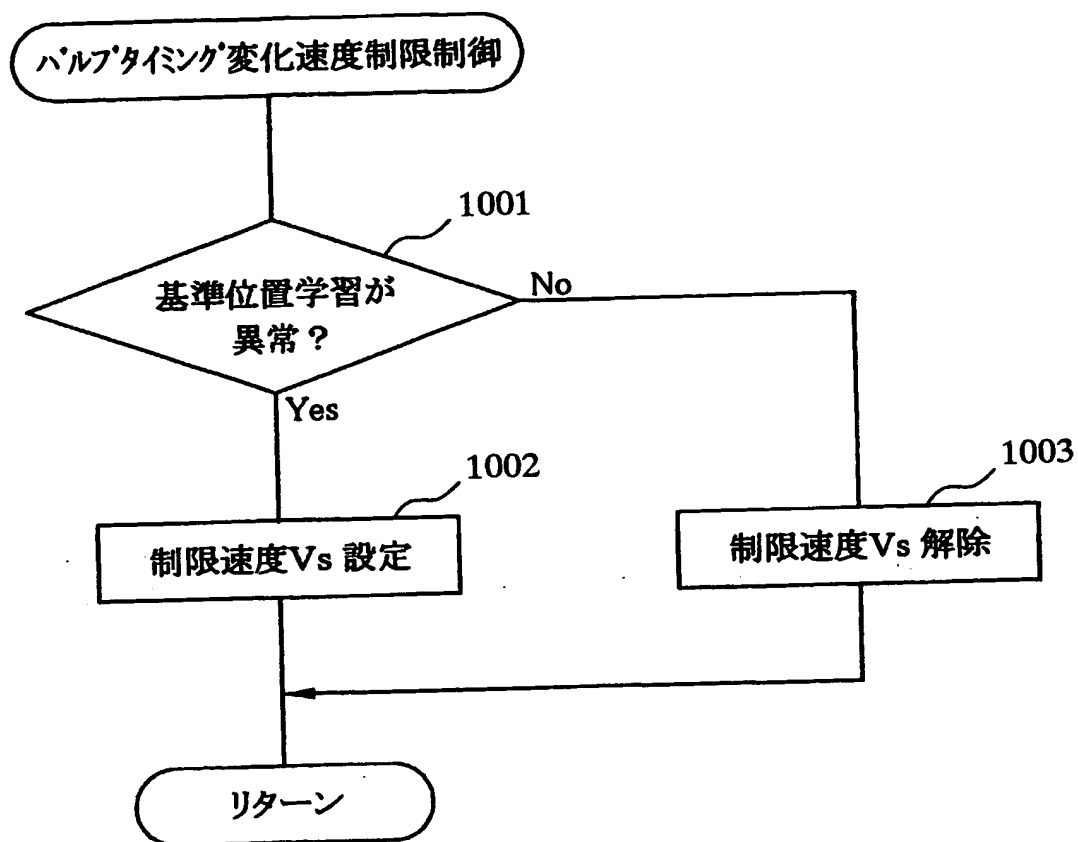 バルブタイミング変化速度制限制御
1001
基準位置学習が
異常?
No
Yes
1002
制限速度Vs 設定
1003
制限速度Vs 解除
リターン